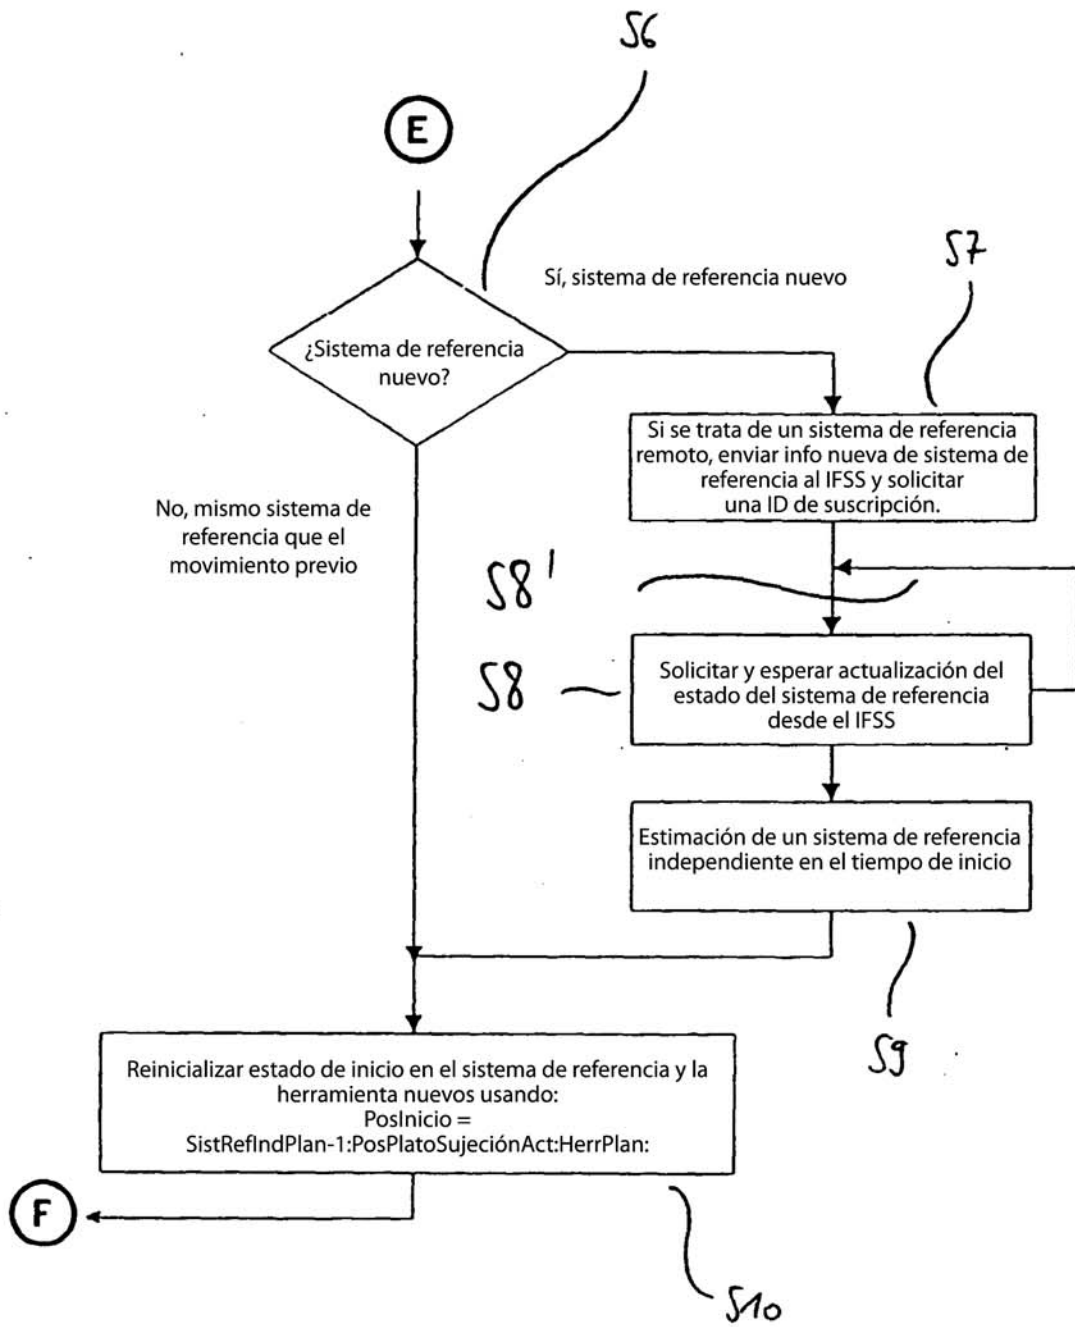 S6
E
S7
Sí, sistema de referencia nuevo
¿Sistema de referencia
nuevo?
Si se trata de un sistema de referencia
remoto, enviar info nueva de sistema de
referencia al IFSS y solicitar
una ID de suscripción.
No, mismo sistema de
referencia que el
movimiento previo
S8'
S8
Solicitar y esperar actualización del
estado del sistema de referencia
desde el IFSS
Estimación de un sistema de referencia
independiente en el tiempo de inicio
S9
Reinicializar estado de inicio en el sistema de referencia y la
herramienta nuevos usando:
PosInicio =
SistRefIndPlan-1:PosPlatoSujeciónAct:HerrPlan:
F
S10